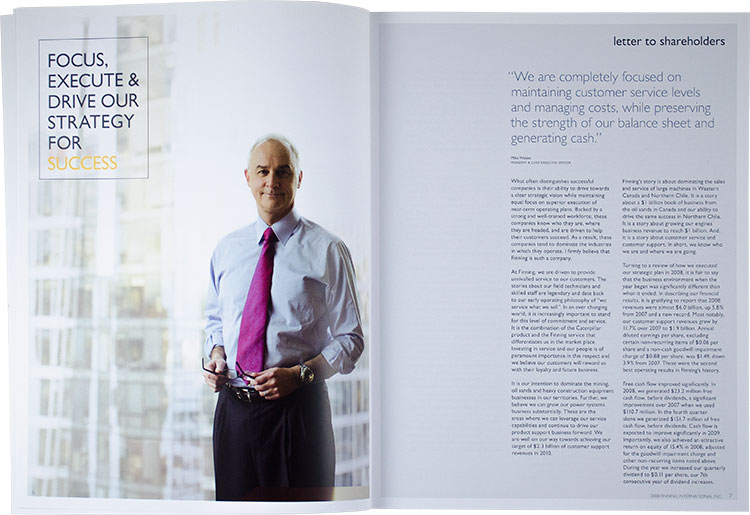 FOCUS,
EXECUTE &
DRIVE OUR
STRATEGY
FOR
SUCCESS
letter to shareholders
“We are completely focused on
maintaining customer service levels
and managing costs, while preserving
the strength of our balance sheet and
generating cash.”
Mike Waites
PRESIDENT & CHIEF EXECUTIVE OFFICER
What often distinguishes successful
companies is their ability to drive towards
a clear strategic vision while maintaining
equal focus on superior execution of
near-term operating plans. Backed by a
strong and well-trained workforce, these
companies know who they are, where
they are headed, and are driven to help
their customers succeed. As a result, these
companies tend to dominate the industries
in which they operate. I firmly believe that
Finning is such a company.
At Finning, we are driven to provide
unrivalled service to our customers. The
stories about our field technicians and
skilled staff are legendary and date back
to our early operating philosophy of “we
service what we sell”. In an ever changing
world, it is increasingly important to stand
for this level of commitment and service.
It is the combination of the Caterpillar
product and the Finning service that
differentiates us in the market place.
Investing in service and our people is of
paramount importance in this respect and
we believe our customers will reward us
with their loyalty and future business.
It is our intention to dominate the mining,
oil sands and heavy construction equipment
businesses in our territories. Further, we
believe we can grow our power systems
business substantially. These are the
areas where we can leverage our service
capabilities and continue to drive our
product support business forward. We
are well on our way towards achieving our
target of $2.3 billion of customer support
revenues in 2010.
Finning’s story is about dominating the sales
and service of large machines in Western
Canada and Northern Chile. It is a story
about a $1 billion book of business from
the oil sands in Canada and our ability to
drive the same success in Northern Chile.
It is a story about growing our engines
business revenue to reach $1 billion. And,
it is a story about customer service and
customer support. In short, we know who
we are and where we are going.
Turning to a review of how we executed
our strategic plan in 2008, it is fair to say
that the business environment when the
year began was significantly different than
what it ended. In describing our financial
results, it is gratifying to report that 2008
revenues were almost $6.0 billion, up 5.8%
from 2007 and a new record. Most notably,
our customer support revenues grew by
11.7% over 2007 to $1.9 billion. Annual
diluted earnings per share, excluding
certain non-recurring items of $0.06 per
share and a non-cash goodwill impairment
charge of $0.88 per share, was $1.49, down
3.9% from 2007. These were the second
best operating results in Finning’s history.
Free cash flow improved significantly. In
2008, we generated $23.2 million free
cash flow, before dividends, a significant
improvement over 2007 when we used
$110.7 million. In the fourth quarter
alone we generated $151.7 million of free
cash flow, before dividends. Cash flow is
expected to improve significantly in 2009.
Importantly, we also achieved an attractive
return on equity of 15.4% in 2008, adjusted
for the goodwill impairment charge and
other non-recurring items noted above.
During the year we increased our quarterly
dividend to $0.11 per share, our 7th
consecutive year of dividend increases.
2008 FINNING INTERNATIONAL INC. 7